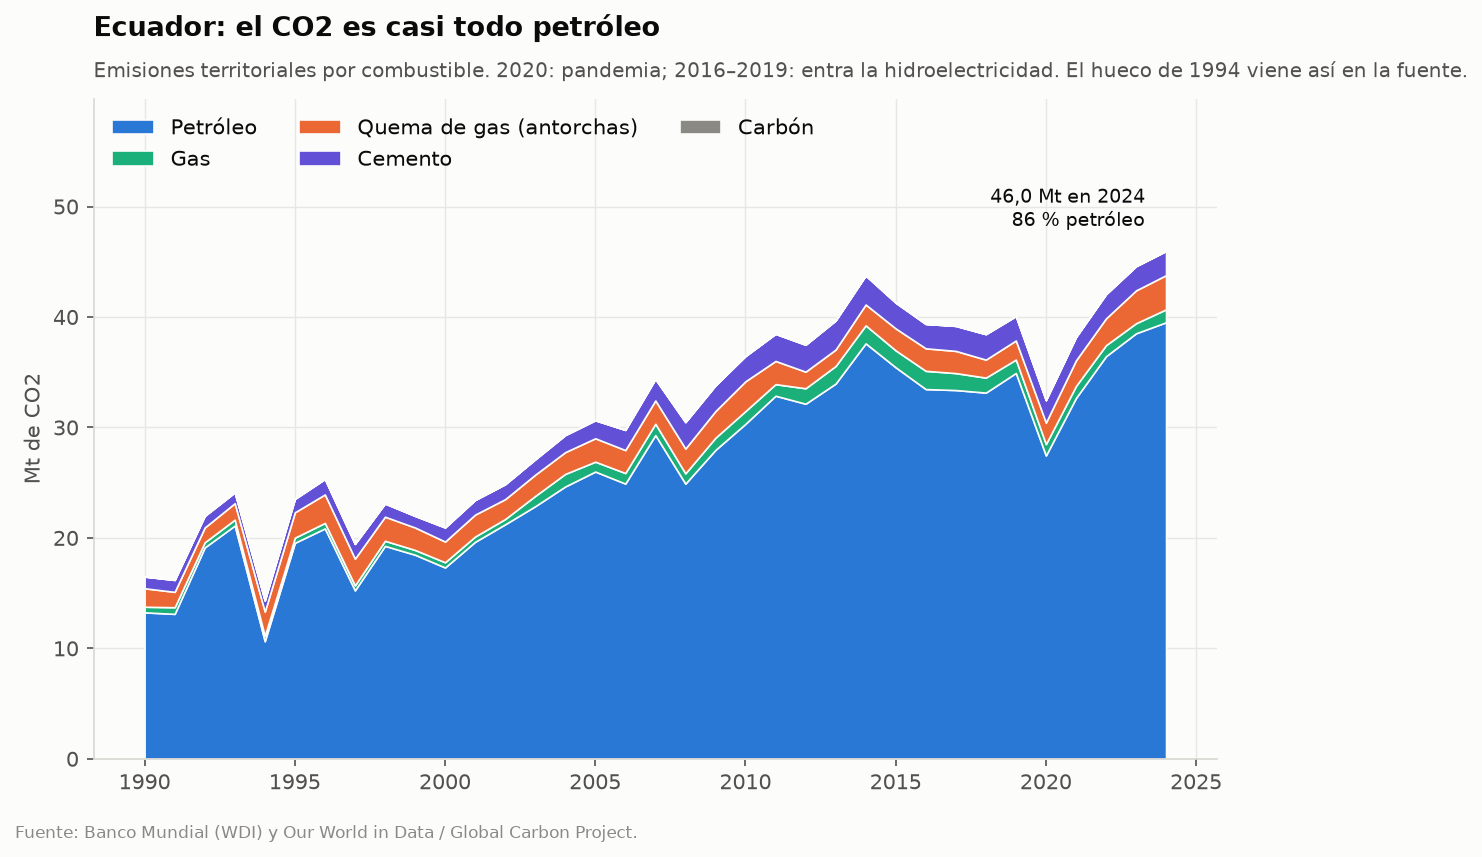 Ecuador: el CO2 es casi todo petróleo
Emisiones territoriales por combustible. 2020: pandemia; 2016–2019: entra la hidroelectricidad. El hueco de 1994 viene así en la fuente.
Petróleo
Quema de gas (antorchas)
Carbón
Gas
Cemento
46,0 Mt en 2024
86 % petróleo
50
40
30
20
10
0
Mt de CO2
1990 1995 2000 2005 2010 2015 2020 2025
Fuente: Banco Mundial (WDI) y Our World in Data / Global Carbon Project.